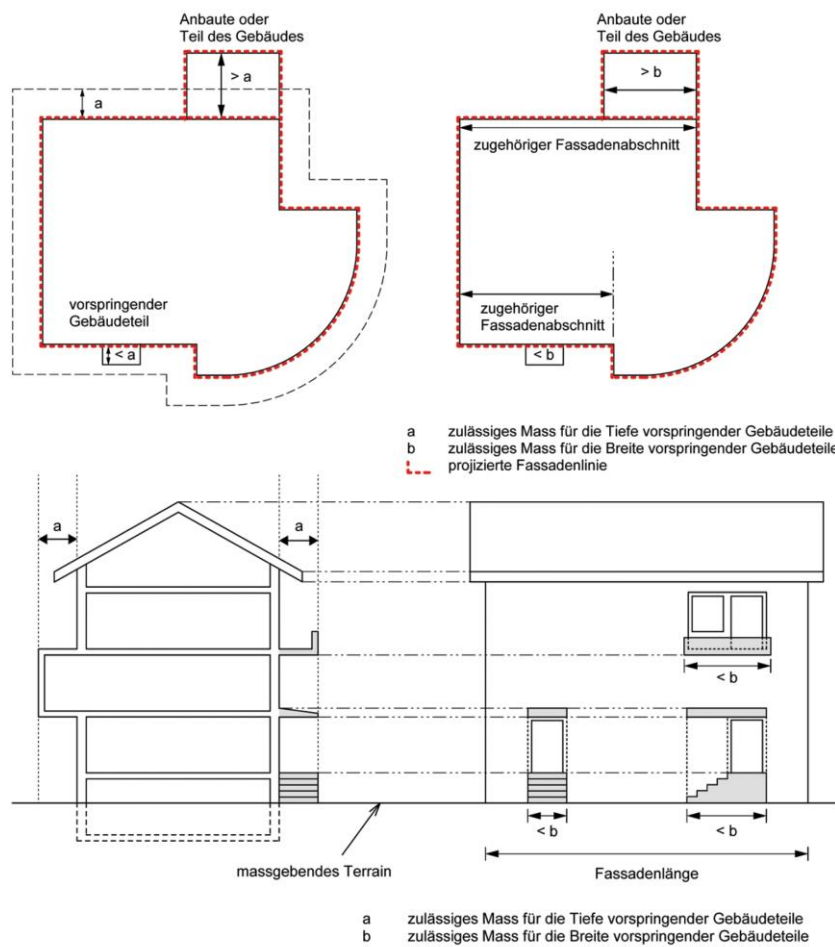 Anbaute oder
Teil des Gebäudes
> a
a
vorspringender
Gebäudeteil
< a
Anbaute oder
Teil des Gebäudes
> b
zugehöriger Fassadenabschnitt
zugehöriger
Fassadenabschnitt
< b
a zulässiges Mass für die Tiefe vorspringender Gebäudeteile
b zulässiges Mass für die Breite vorspringender Gebäudeteile
projizierte Fassadenlinie
a
a
< b
< b
< b
massgebendes Terrain
Fassadenlänge
a zulässiges Mass für die Tiefe vorspringender Gebäudeteile
b zulässiges Mass für die Breite vorspringender Gebäudeteile